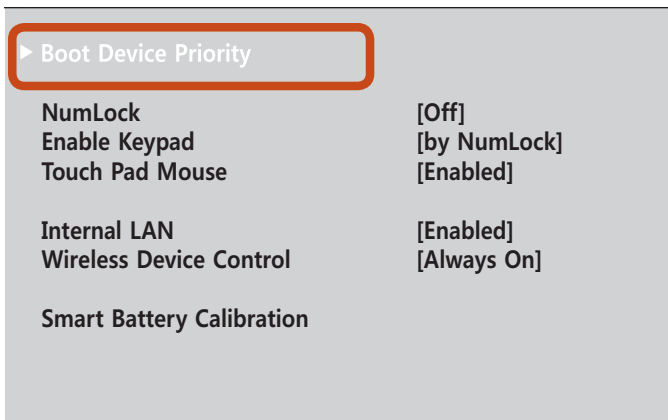 ▶ Boot Device Priority
NumLock [Off]
Enable Keypad [by NumLock]
Touch Pad Mouse [Enabled]
Internal LAN [Enabled]
Wireless Device Control [Always On]
Smart Battery Calibration